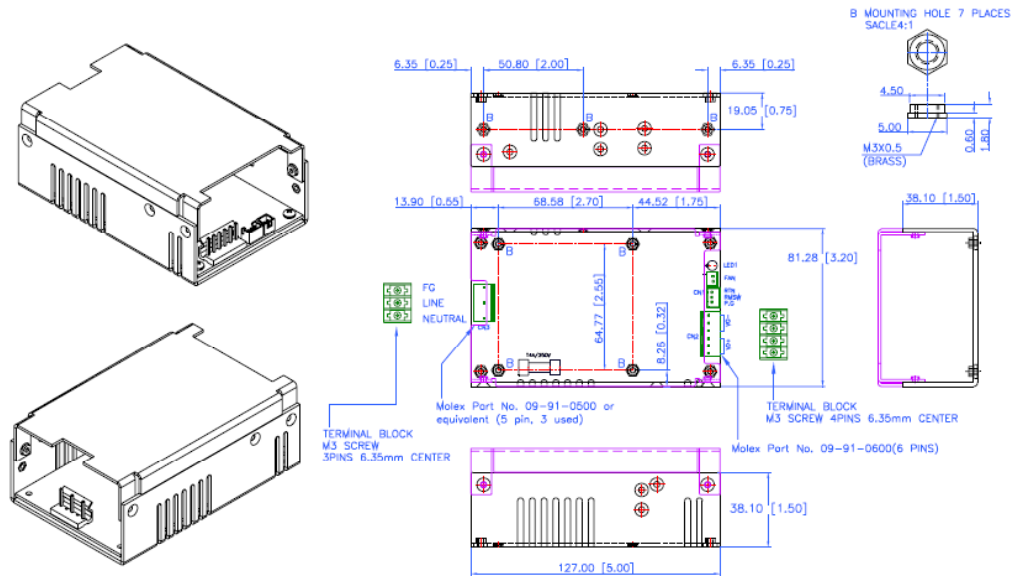 B MOUNTING HOLE 7 PLACES
SACLE4:1
6.35 [0.25]
50.80 [2.00]
6.35 [0.25]
19.05 [0.75]
B
B
B
4.50
5.00
0.60
1.80
M3X0.5
(BRASS)
13.90 [0.55]
68.58 [2.70]
44.52 [1.75]
38.10 [1.50]
B
B
81.28 [3.20]
64.77 [2.55]
8.26 [0.32]
LED1
FAN
CN1
RTN
RMSW
P.G
FG
LINE
NEUTRAL
CN3
CN2
B
B
Molex Part No. 09-91-0500 or
equivalent (5 pin, 3 used)
TERMINAL BLOCK
M3 SCREW
3PINS 6.35mm CENTER
TERMINAL BLOCK
M3 SCREW 4PINS 6.35mm CENTER
Molex Part No. 09-91-0600(6 PINS)
38.10 [1.50]
127.00 [5.00]